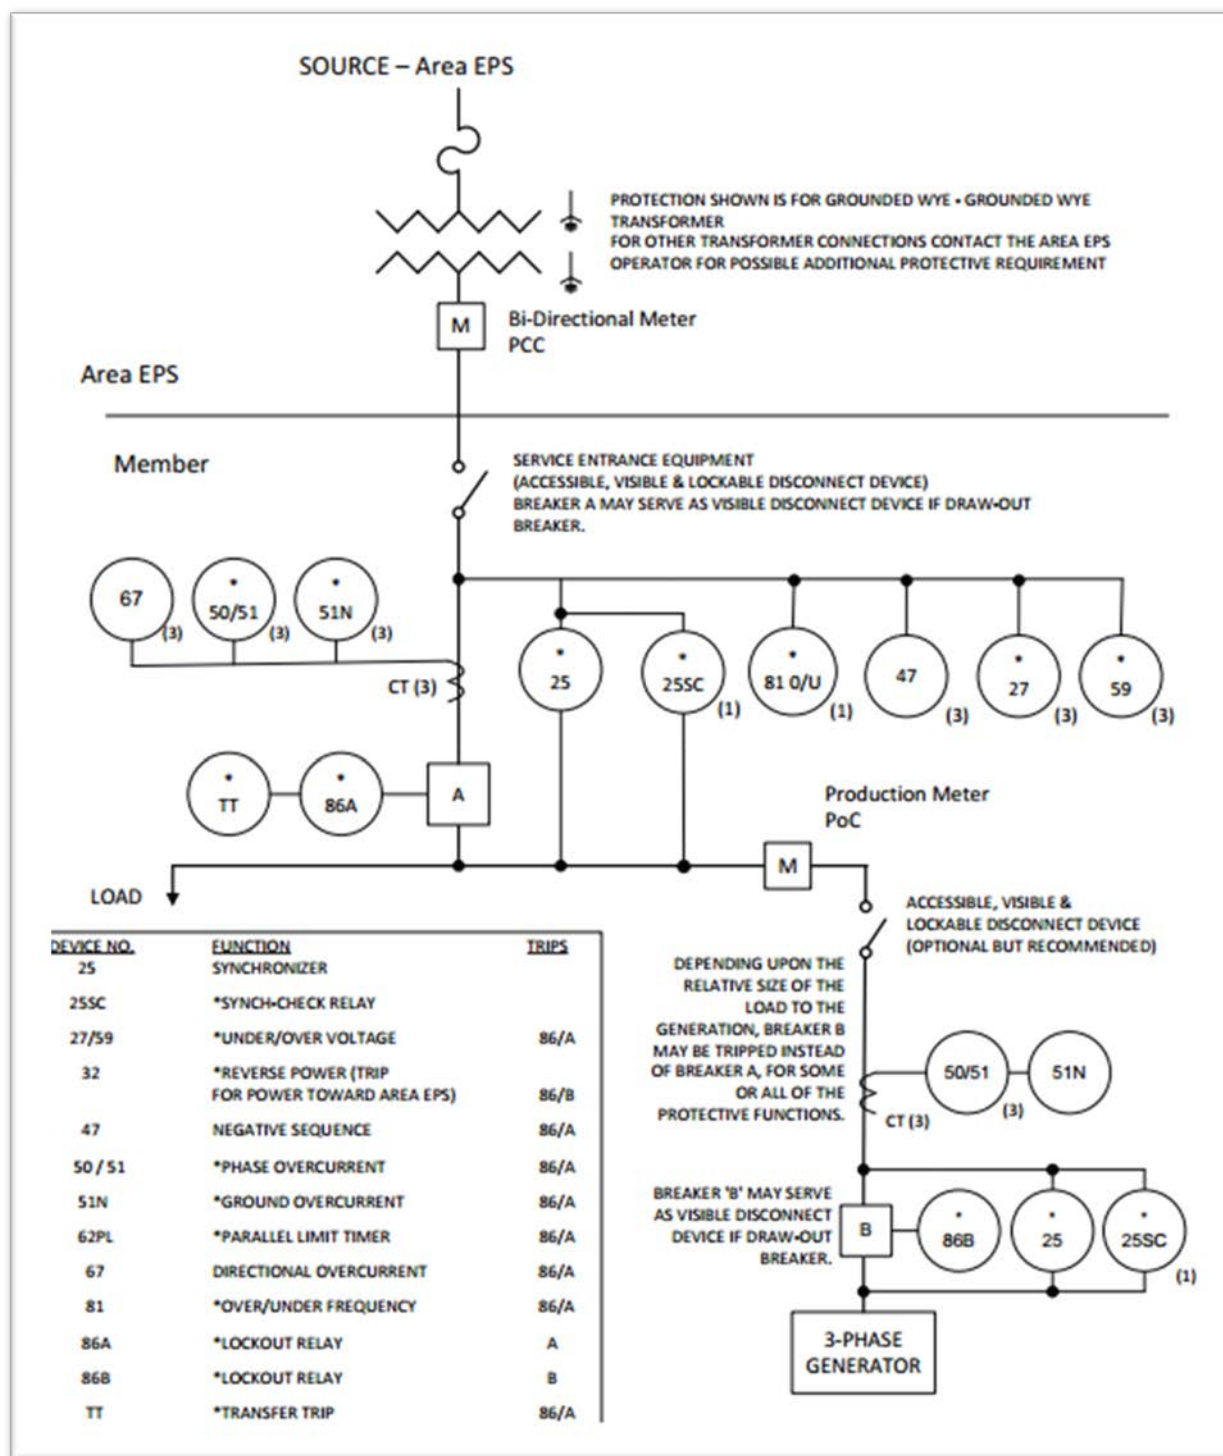 SOURCE – Area EPS
PROTECTION SHOWN IS FOR GROUNDED WYE - GROUNDED WYE
TRANSFORMER
FOR OTHER TRANSFORMER CONNECTIONS CONTACT THE AREA EPS
OPERATOR FOR POSSIBLE ADDITIONAL PROTECTIVE REQUIREMENT
M
Bi-Directional Meter
PCC
Area EPS
Member
SERVICE ENTRANCE EQUIPMENT
(ACCESSIBLE, VISIBLE & LOCKABLE DISCONNECT DEVICE)
BREAKER A MAY SERVE AS VISIBLE DISCONNECT DEVICE IF DRAW-OUT
BREAKER.
67
(3)
*
50/51
(3)
*
51N
(3)
CT (3)
*
25
*
25SC
(1)
*
81 O/U
(1)
47
(3)
*
27
(3)
*
59
(3)
*
TT
*
86A
A
Production Meter
PoC
M
LOAD
ACCESSIBLE, VISIBLE &
LOCKABLE DISCONNECT DEVICE
(OPTIONAL BUT RECOMMENDED)
DEPENDING UPON THE
RELATIVE SIZE OF THE
LOAD TO THE
GENERATION, BREAKER B
MAY BE TRIPPED INSTEAD
OF BREAKER A, FOR SOME
OR ALL OF THE
PROTECTIVE FUNCTIONS.
50/51
(3)
51N
CT (3)
BREAKER 'B' MAY SERVE
AS VISIBLE DISCONNECT
DEVICE IF DRAW-OUT
BREAKER.
B
*
86B
*
25
*
25SC
(1)
3-PHASE
GENERATOR
DEVICE NO. FUNCTION TRIPS
25 SYNCHRONIZER
25SC *SYNCH-CHECK RELAY
27/59 *UNDER/OVER VOLTAGE 86/A
32 *REVERSE POWER (TRIP
FOR POWER TOWARD AREA EPS) 86/B
47 NEGATIVE SEQUENCE 86/A
50 / 51 *PHASE OVERCURRENT 86/A
51N *GROUND OVERCURRENT 86/A
62PL *PARALLEL LIMIT TIMER 86/A
67 DIRECTIONAL OVERCURRENT 86/A
81 *OVER/UNDER FREQUENCY 86/A
86A *LOCKOUT RELAY A
86B *LOCKOUT RELAY B
TT *TRANSFER TRIP 86/A